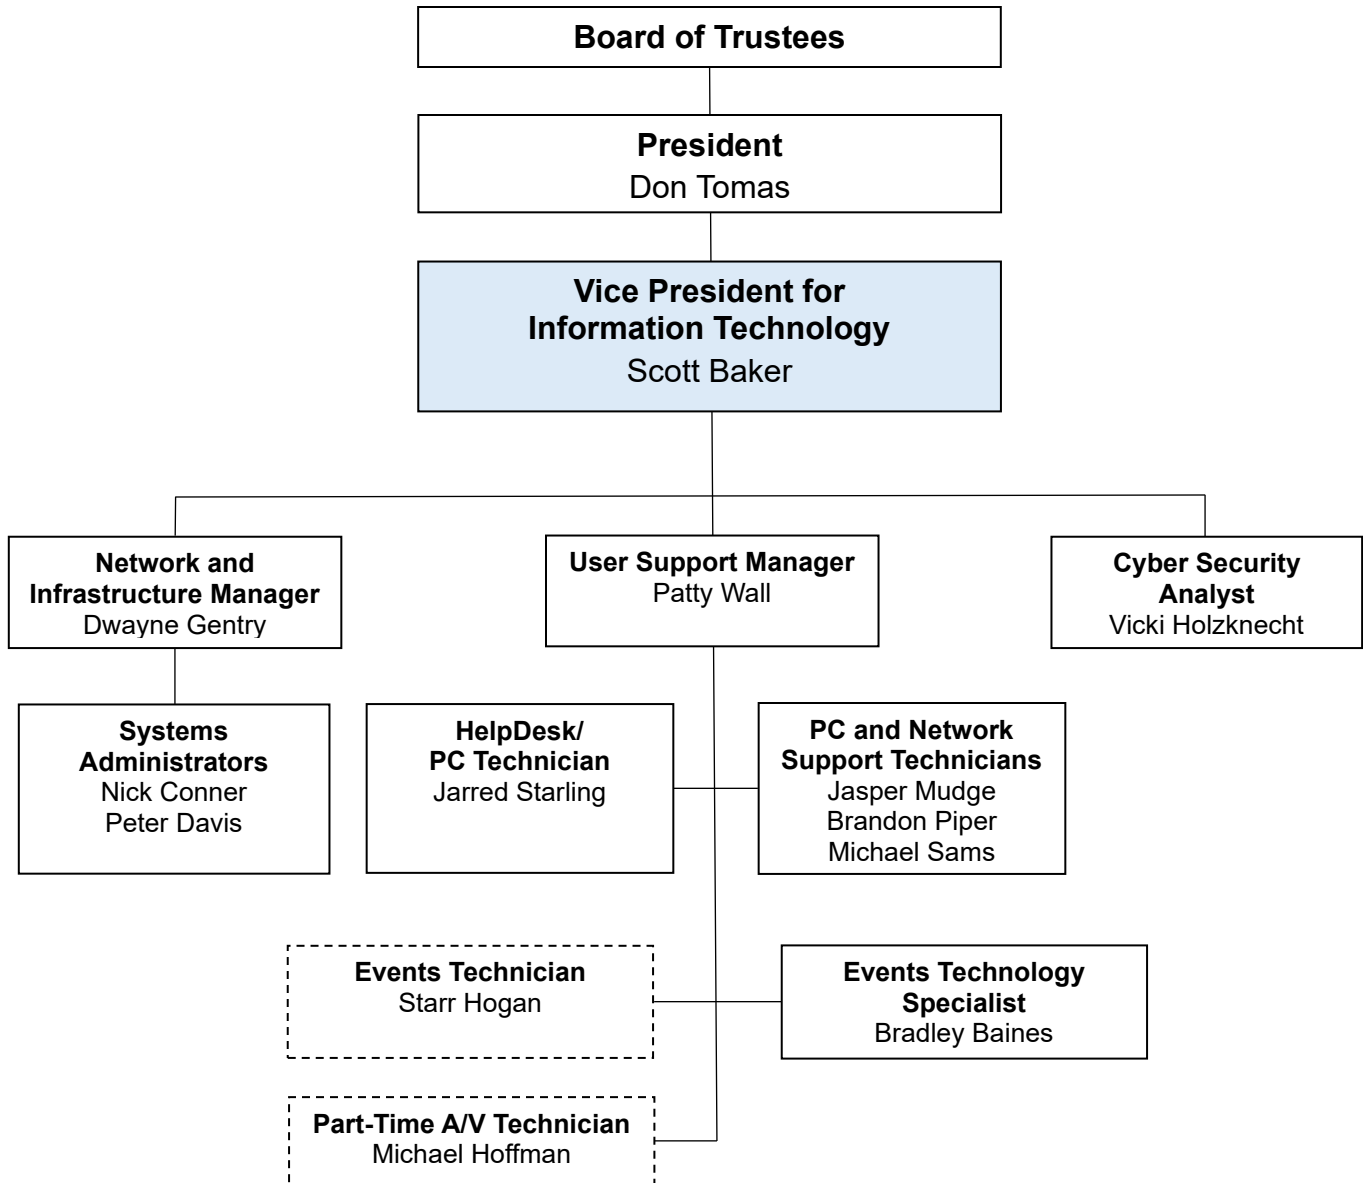 Board of Trustees
President
Don Tomas
Vice President for
Information Technology
Scott Baker
Network and
Infrastructure Manager
Dwayne Gentry
User Support Manager
Patty Wall
Cyber Security
Analyst
Vicki Holzknecht
Systems
Administrators
Nick Conner
Peter Davis
HelpDesk/
PC Technician
Jarred Starling
PC and Network
Support Technicians
Jasper Mudge
Brandon Piper
Michael Sams
Events Technician
Starr Hogan
Events Technology
Specialist
Bradley Baines
Part-Time A/V Technician
Michael Hoffman